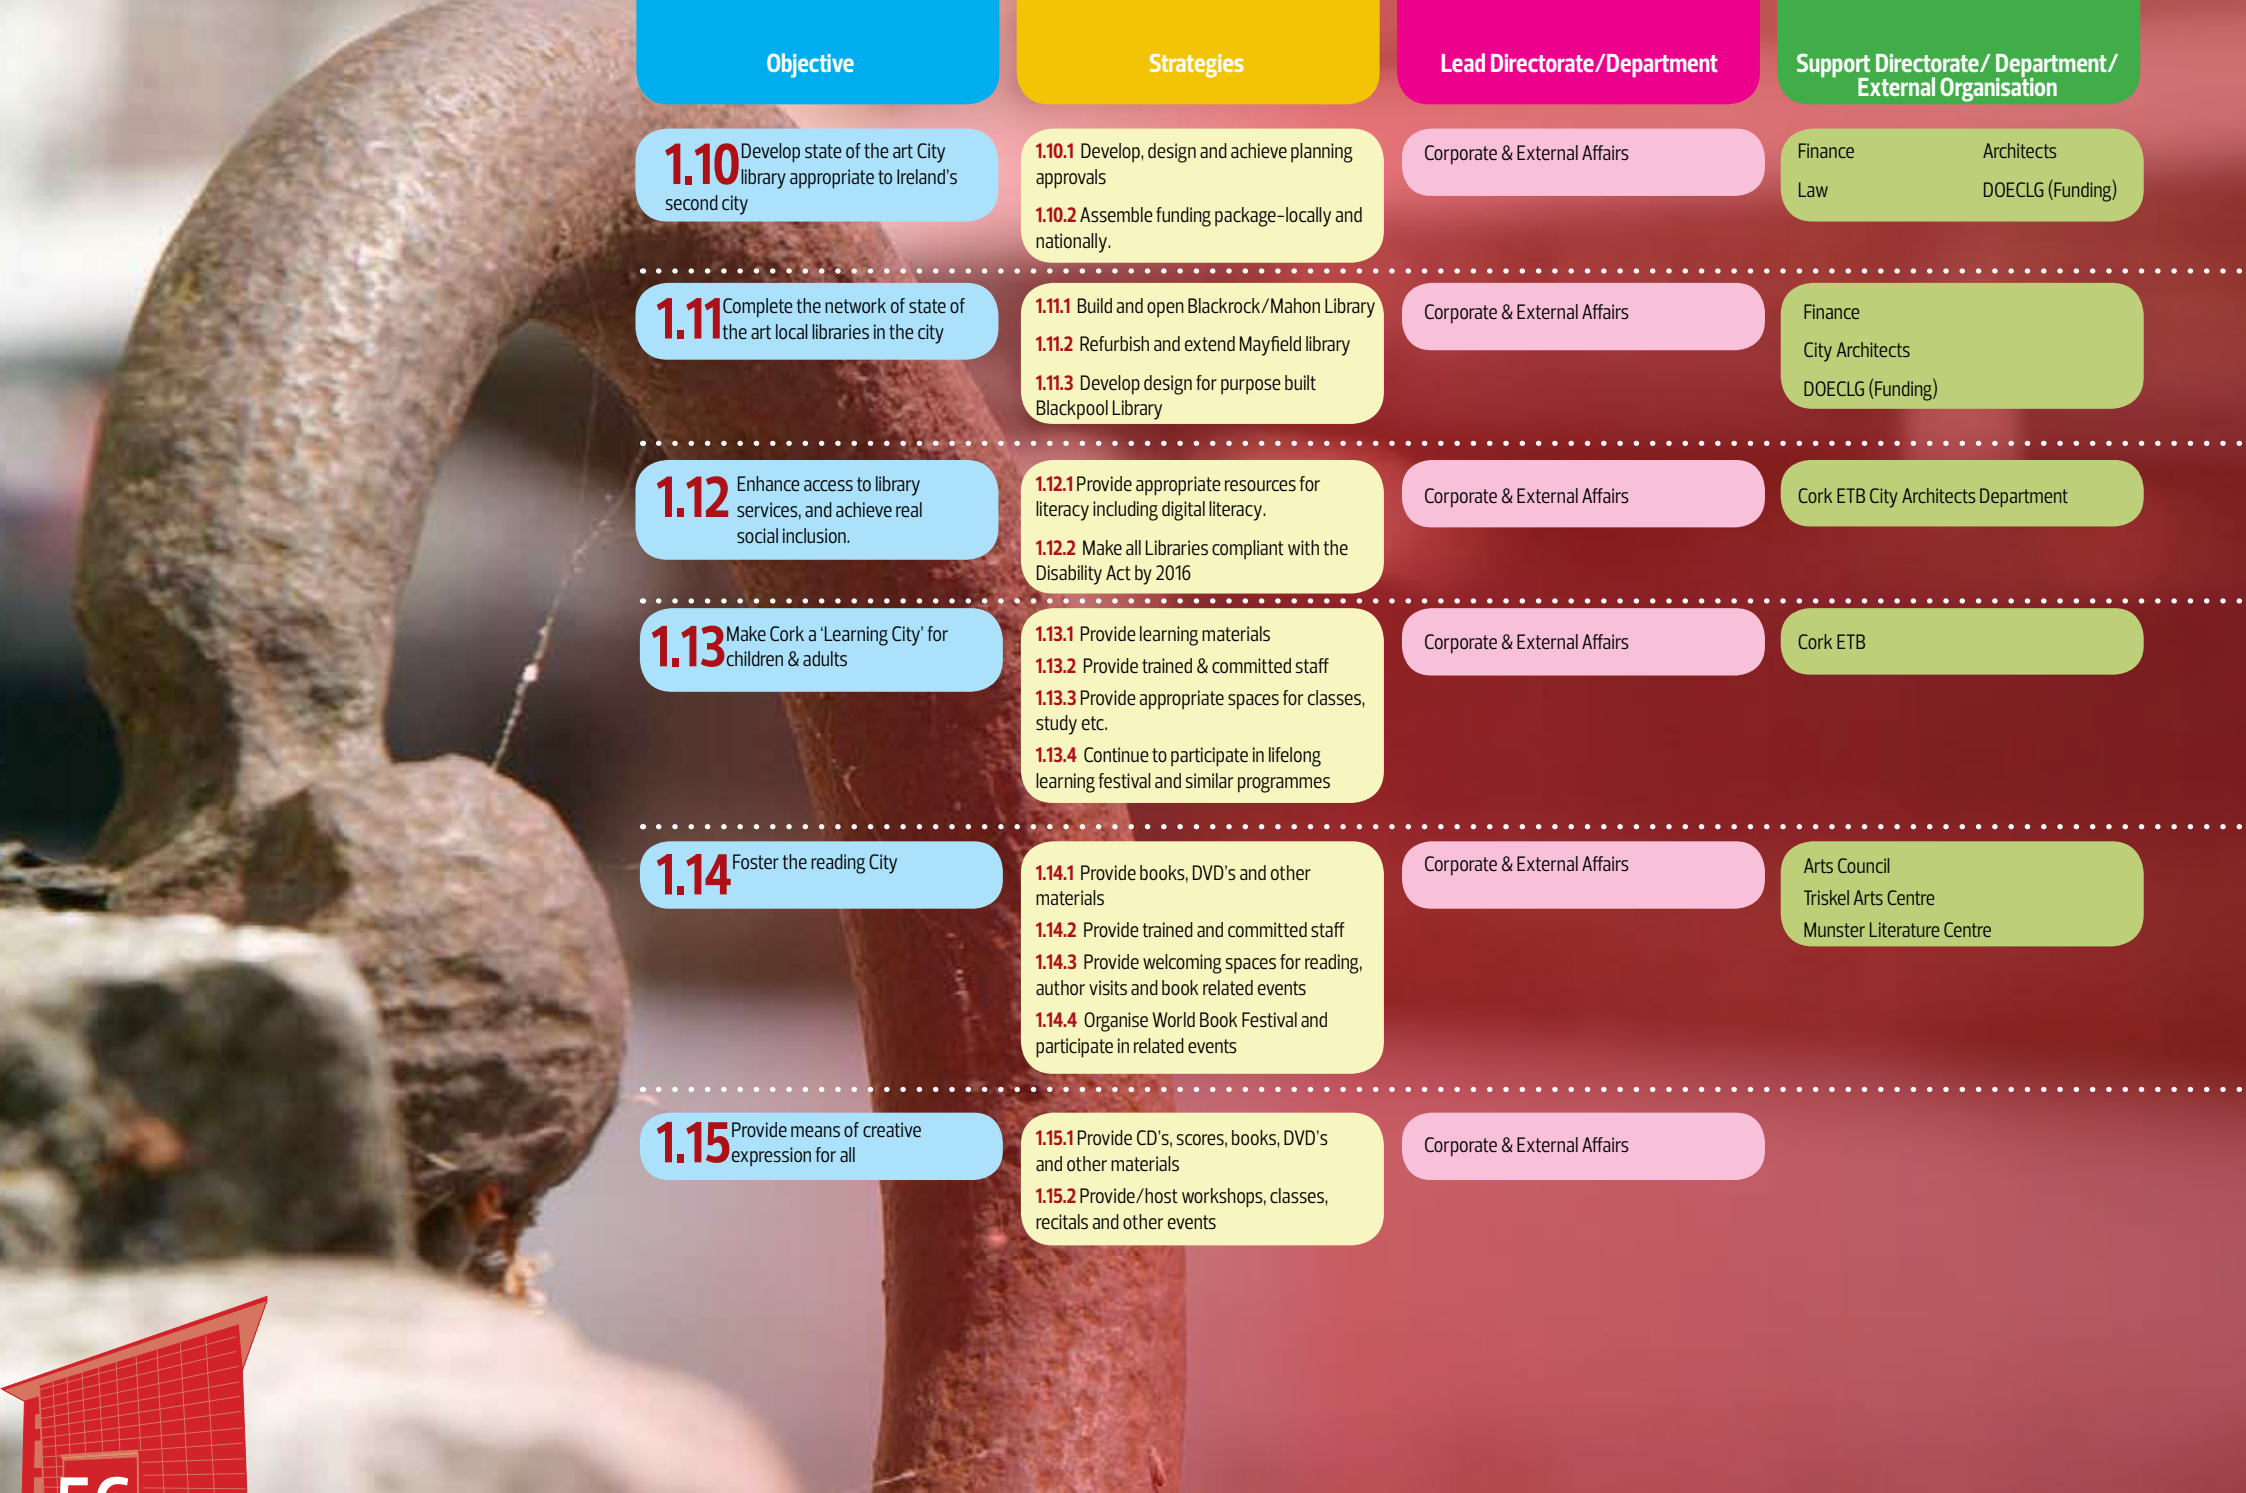 Objective
Strategies
Lead Directorate/Department
Support Directorate/ Department/
External Organisation
1.10 Develop state of the art City
library appropriate to Ireland's
second city
1.10.1 Develop, design and achieve planning
approvals
1.10.2 Assemble funding package-locally and
nationally.
Corporate & External Affairs
Finance
Architects
Law
DOECLG (Funding)
1.11 Complete the network of state of
the art local libraries in the city
1.11.1 Build and open Blackrock/Mahon Library
1.11.2 Refurbish and extend Mayfield library
1.11.3 Develop design for purpose built
Blackpool Library
Corporate & External Affairs
Finance
City Architects
DOECLG (Funding)
1.12 Enhance access to library
services, and achieve real
social inclusion.
1.12.1 Provide appropriate resources for
literacy including digital literacy.
1.12.2 Make all Libraries compliant with the
Disability Act by 2016
Corporate & External Affairs
Cork ETB City Architects Department
1.13 Make Cork a ‘Learning City’ for
children & adults
1.13.1 Provide learning materials
1.13.2 Provide trained & committed staff
1.13.3 Provide appropriate spaces for classes,
study etc.
1.13.4 Continue to participate in lifelong
learning festival and similar programmes
Corporate & External Affairs
Cork ETB
1.14 Foster the reading City
1.14.1 Provide books, DVD's and other
materials
1.14.2 Provide trained and committed staff
1.14.3 Provide welcoming spaces for reading,
author visits and book related events
1.14.4 Organise World Book Festival and
participate in related events
Corporate & External Affairs
Arts Council
Triskel Arts Centre
Munster Literature Centre
1.15 Provide means of creative
expression for all
1.15.1 Provide CD's, scores, books, DVD's
and other materials
1.15.2 Provide/host workshops, classes,
recitals and other events
Corporate & External Affairs